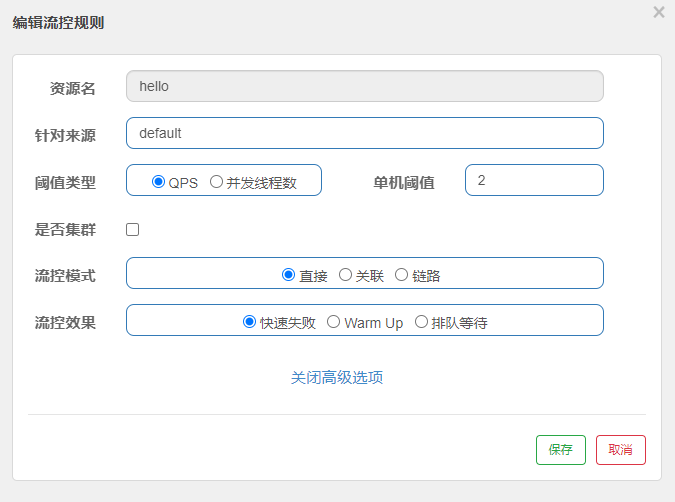 编辑流控规则 ×
资源名 hello
针对来源 default
阈值类型 QPS 并发线程数 单机阈值 2
是否集群
流控模式 直接 关联 链路
流控效果 快速失败 Warm Up 排队等待
关闭高级选项
保存 取消